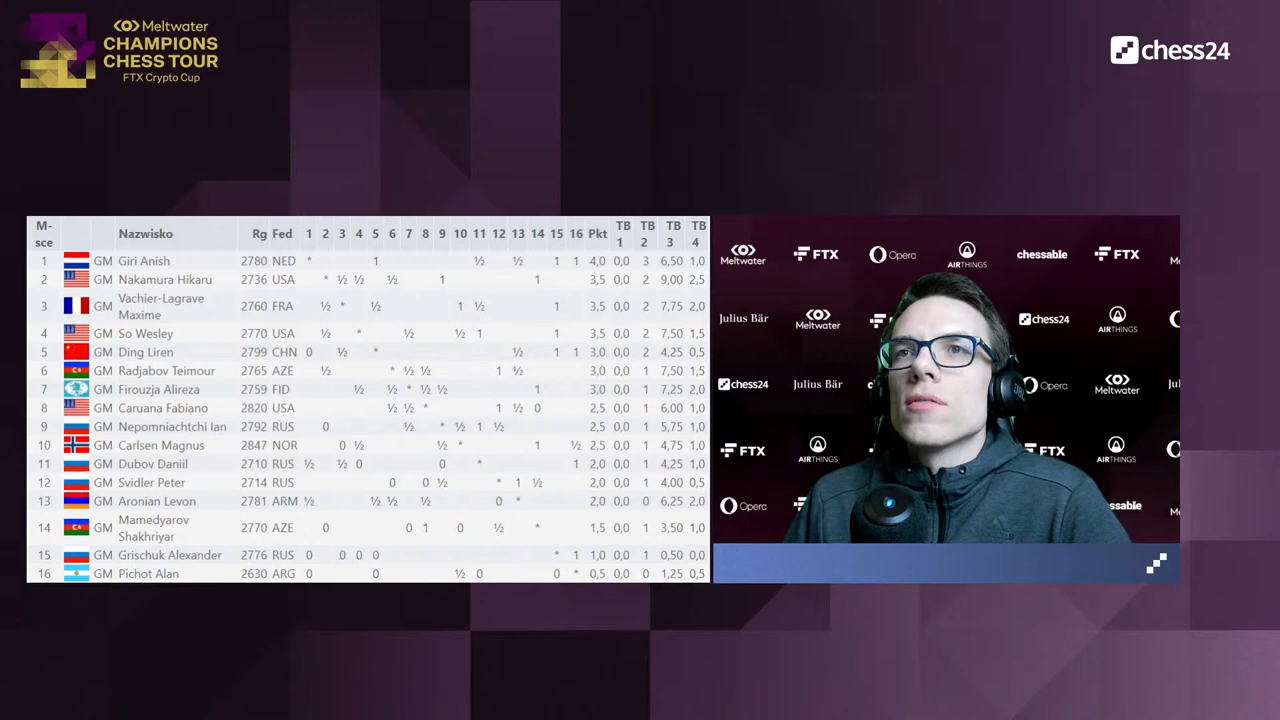 Meltwater
CHAMPIONS
CHESS TOUR
FTX Crypto Cup
chess24
M-sce Nazwisko Rg Fed 1 2 3 4 5 6 7 8 9 10 11 12 13 14 15 16 Pkt TB 1 TB 2 TB 3 TB 4
1 GM Giri Anish 2780 NED * 1 ½ ½ 1 1 4,0 0,0 3 6,50 1,0
2 GM Nakamura Hikaru 2736 USA * ½ ½ ½ 1 1 3,5 0,0 2 9,00 2,5
3 GM Vachier-Lagrave Maxime 2760 FRA ½ * ½ 1 ½ 1 3,5 0,0 2 7,75 2,0
4 GM So Wesley 2770 USA ½ * ½ ½ 1 1 3,5 0,0 2 7,50 1,5
5 GM Ding Liren 2799 CHN 0 ½ * ½ 1 1 3,0 0,0 2 4,25 0,5
6 GM Radjabov Teimour 2765 AZE ½ * ½ ½ 1 ½ 3,0 0,0 1 7,50 1,5
7 GM Firouzja Alireza 2759 FID ½ ½ * ½ ½ 1 3,0 0,0 1 7,25 2,0
8 GM Caruana Fabiano 2820 USA ½ ½ * 1 ½ 0 2,5 0,0 1 6,00 1,0
9 GM Nepomniachtchi Ian 2792 RUS 0 ½ * ½ 1 ½ 2,5 0,0 1 5,75 1,0
10 GM Carlsen Magnus 2847 NOR 0 ½ ½ * 1 ½ 2,5 0,0 1 4,75 1,0
11 GM Dubov Daniil 2710 RUS ½ ½ 0 0 * 1 2,0 0,0 1 4,25 1,0
12 GM Svidler Peter 2714 RUS 0 0 ½ * 1 ½ 2,0 0,0 1 4,00 0,5
13 GM Aronian Levon 2781 ARM ½ ½ ½ ½ 0 * 2,0 0,0 0 6,25 2,0
14 GM Mamedyarov Shakhriyar 2770 AZE 0 0 1 0 ½ * 1,5 0,0 1 3,50 1,0
15 GM Grischuk Alexander 2776 RUS 0 0 0 0 * 1 1,0 0,0 1 0,50 0,0
16 GM Pichot Alan 2630 ARG 0 0 ½ 0 0 * 0,5 0,0 0 1,25 0,5
Meltwater FTX Opera AIRTHINGS chessable FTX
Julius Bär Meltwater chess24 AIRTHINGS
chess24 Julius Bär Opera Meltwater
FTX AIRTHINGS FTX AIRTHINGS
Opera